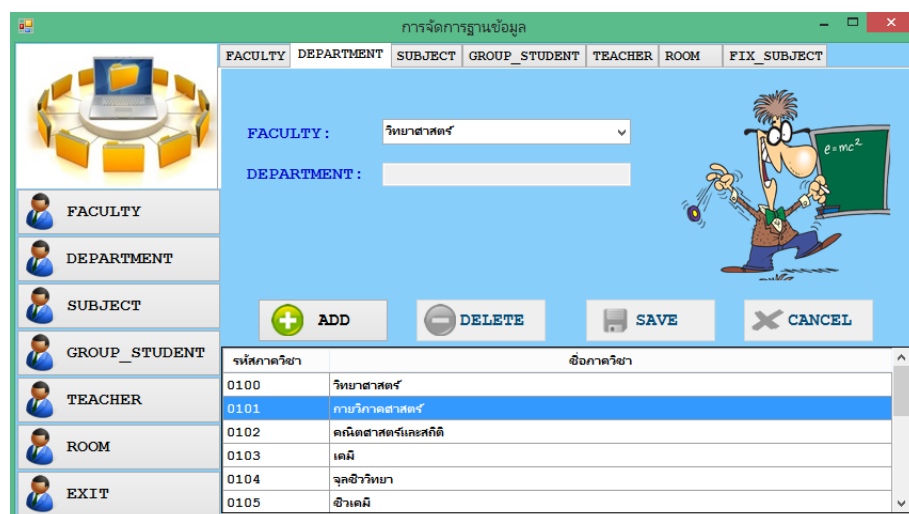 การจัดการฐานข้อมูล
FACULTY DEPARTMENT SUBJECT GROUP_STUDENT TEACHER ROOM FIX_SUBJECT
FACULTY : วิทยาศาสตร์
DEPARTMENT :
e=mc²
FACULTY
DEPARTMENT
SUBJECT
GROUP_STUDENT
TEACHER
ROOM
EXIT
ADD DELETE SAVE CANCEL
รหัสภาควิชา ชื่อภาควิชา
0100 วิทยาศาสตร์
0101 กายวิภาคศาสตร์
0102 คณิตศาสตร์และสถิติ
0103 เคมี
0104 จุลชีววิทยา
0105 ชีวเคมี